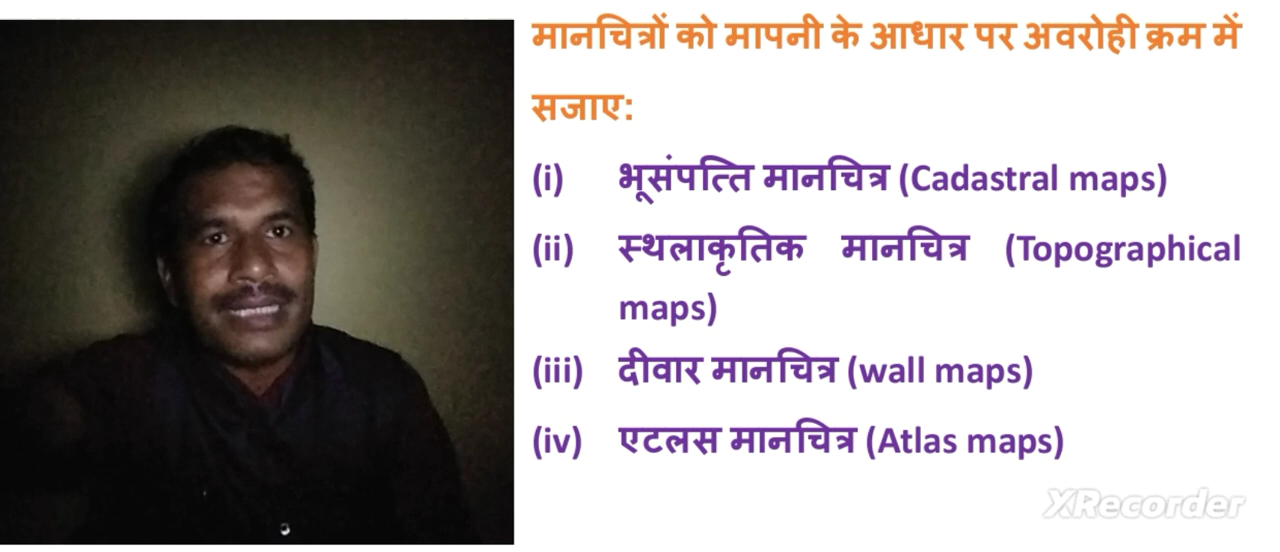 मानचित्रों को मापनी के आधार पर अवरोही क्रम में
सजाए:
(i) भूसंपत्ति मानचित्र (Cadastral maps)
(ii) स्थलाकृतिक मानचित्र (Topographical
maps)
(iii) दीवार मानचित्र (wall maps)
(iv) एटलस मानचित्र (Atlas maps)
XRecorder